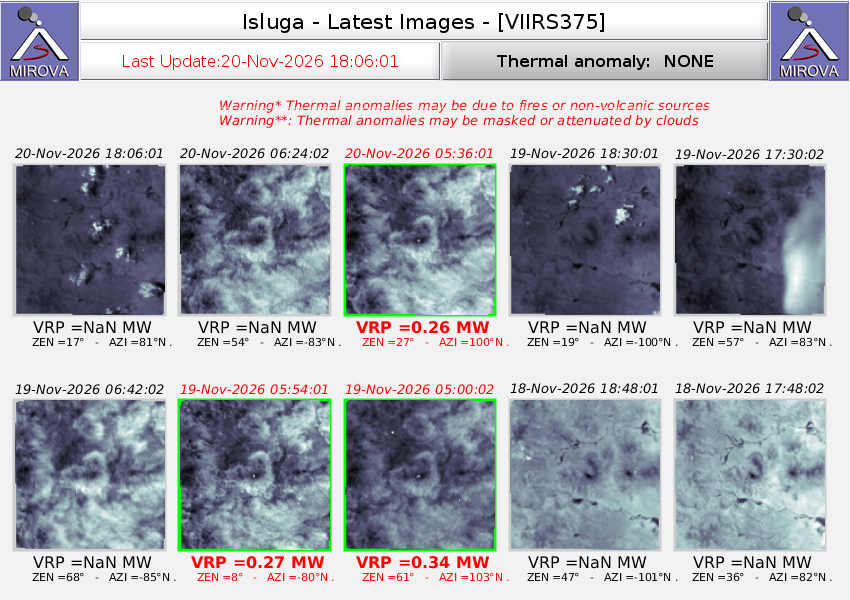 Isluga - Latest Images - [VIIRS375]
MIROVA
Last Update:20-Nov-2026 18:06:01
Thermal anomaly: NONE
MIROVA
Warning* Thermal anomalies may be due to fires or non-volcanic sources
Warning**: Thermal anomalies may be masked or attenuated by clouds
20-Nov-2026 18:06:01
20-Nov-2026 06:24:02
20-Nov-2026 05:36:01
19-Nov-2026 18:30:01
19-Nov-2026 17:30:02
VRP =NaN MW
VRP =NaN MW
VRP =0.26 MW
VRP =NaN MW
VRP =NaN MW
ZEN =17° - AZI =81°N .
ZEN =54° - AZI =-83°N .
ZEN =27° - AZI =100°N .
ZEN =19° - AZI =-100°N .
ZEN =57° - AZI =83°N .
19-Nov-2026 06:42:02
19-Nov-2026 05:54:01
19-Nov-2026 05:00:02
18-Nov-2026 18:48:01
18-Nov-2026 17:48:02
VRP =NaN MW
VRP =0.27 MW
VRP =0.34 MW
VRP =NaN MW
VRP =NaN MW
ZEN =68° - AZI =-85°N .
ZEN =8° - AZI =-80°N .
ZEN =61° - AZI =103°N .
ZEN =47° - AZI =-101°N .
ZEN =36° - AZI =82°N .